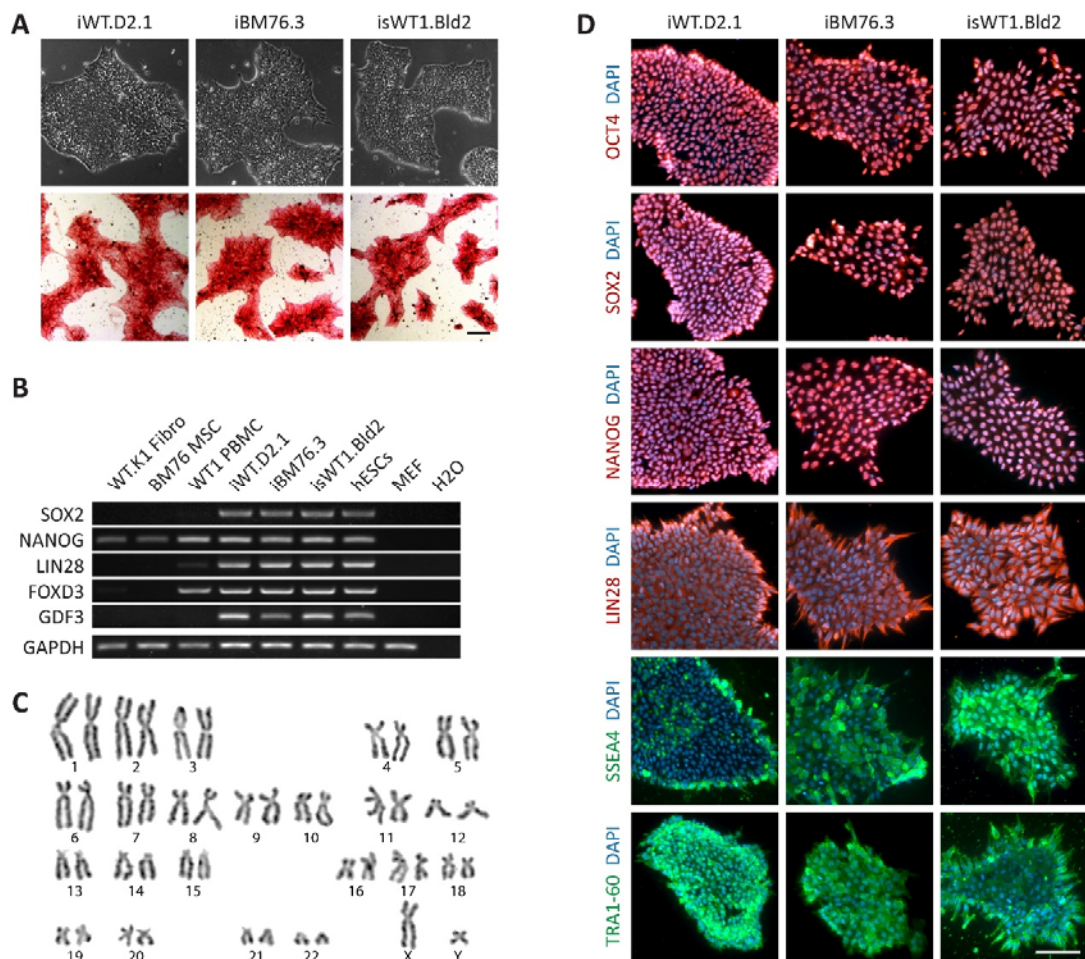 A
iWT.D2.1 iBM76.3 isWT1.Bld2
B
WT.K1 Fibro BM76 MSC WT1 PBMC iWT.D2.1 iBM76.3 isWT1.Bld2 hESCs MEF H2O
SOX2
NANOG
LIN28
FOXD3
GDF3
GAPDH
C
1 2 3 4 5
6 7 8 9 10 11 12
13 14 15 16 17 18
19 20 21 22 X Y
D
iWT.D2.1 iBM76.3 isWT1.Bld2
OCT4 DAPI
SOX2 DAPI
NANOG DAPI
LIN28 DAPI
SSEA4 DAPI
TRA1-60 DAPI